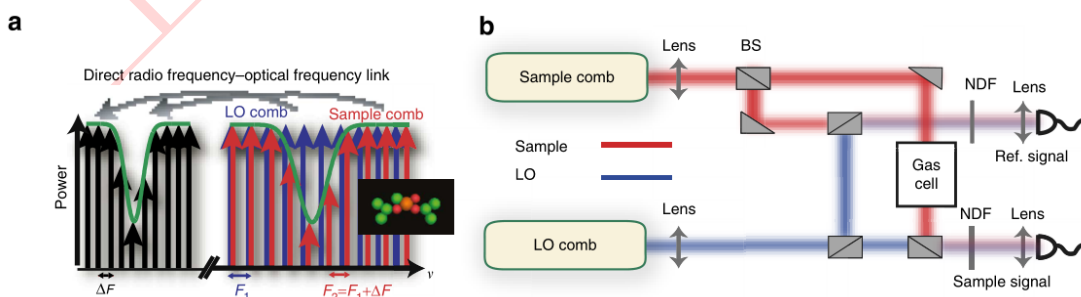 a
Direct radio frequency–optical frequency link
LO comb
Sample comb
Power
ΔF
F1
F2=F1+ΔF
ν
b
Lens
BS
Sample comb
NDF
Lens
Ref. signal
Sample
LO
Gas
cell
Lens
LO comb
NDF
Lens
Sample signal